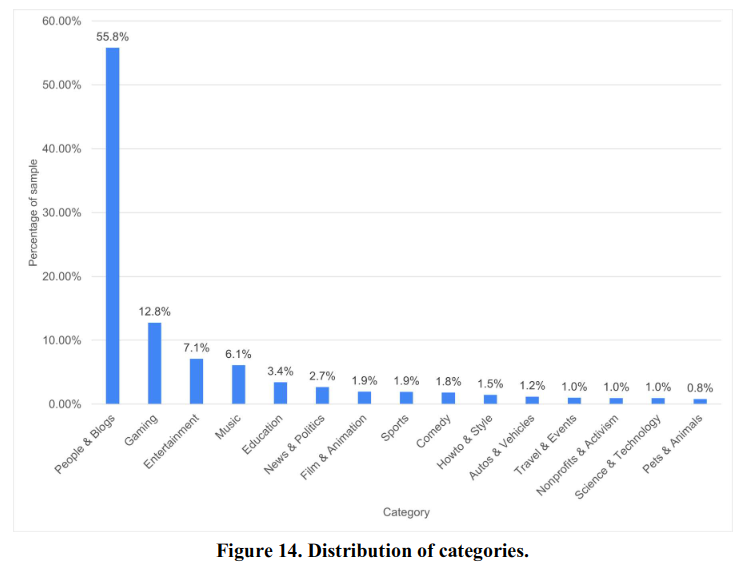 60.00%
55.8%
50.00%
40.00%
30.00%
20.00%
10.00%
0.00%
Percentage of sample
12.8%
7.1%
6.1%
3.4%
2.7%
1.9%
1.9%
1.8%
1.5%
1.2%
1.0%
1.0%
1.0%
0.8%
People & Blogs
Gaming
Entertainment
Music
Education
News & Politics
Film & Animation
Sports
Comedy
Howto & Style
Autos & Vehicles
Travel & Events
Nonprofits & Activism
Science & Technology
Pets & Animals
Category
Figure 14. Distribution of categories.